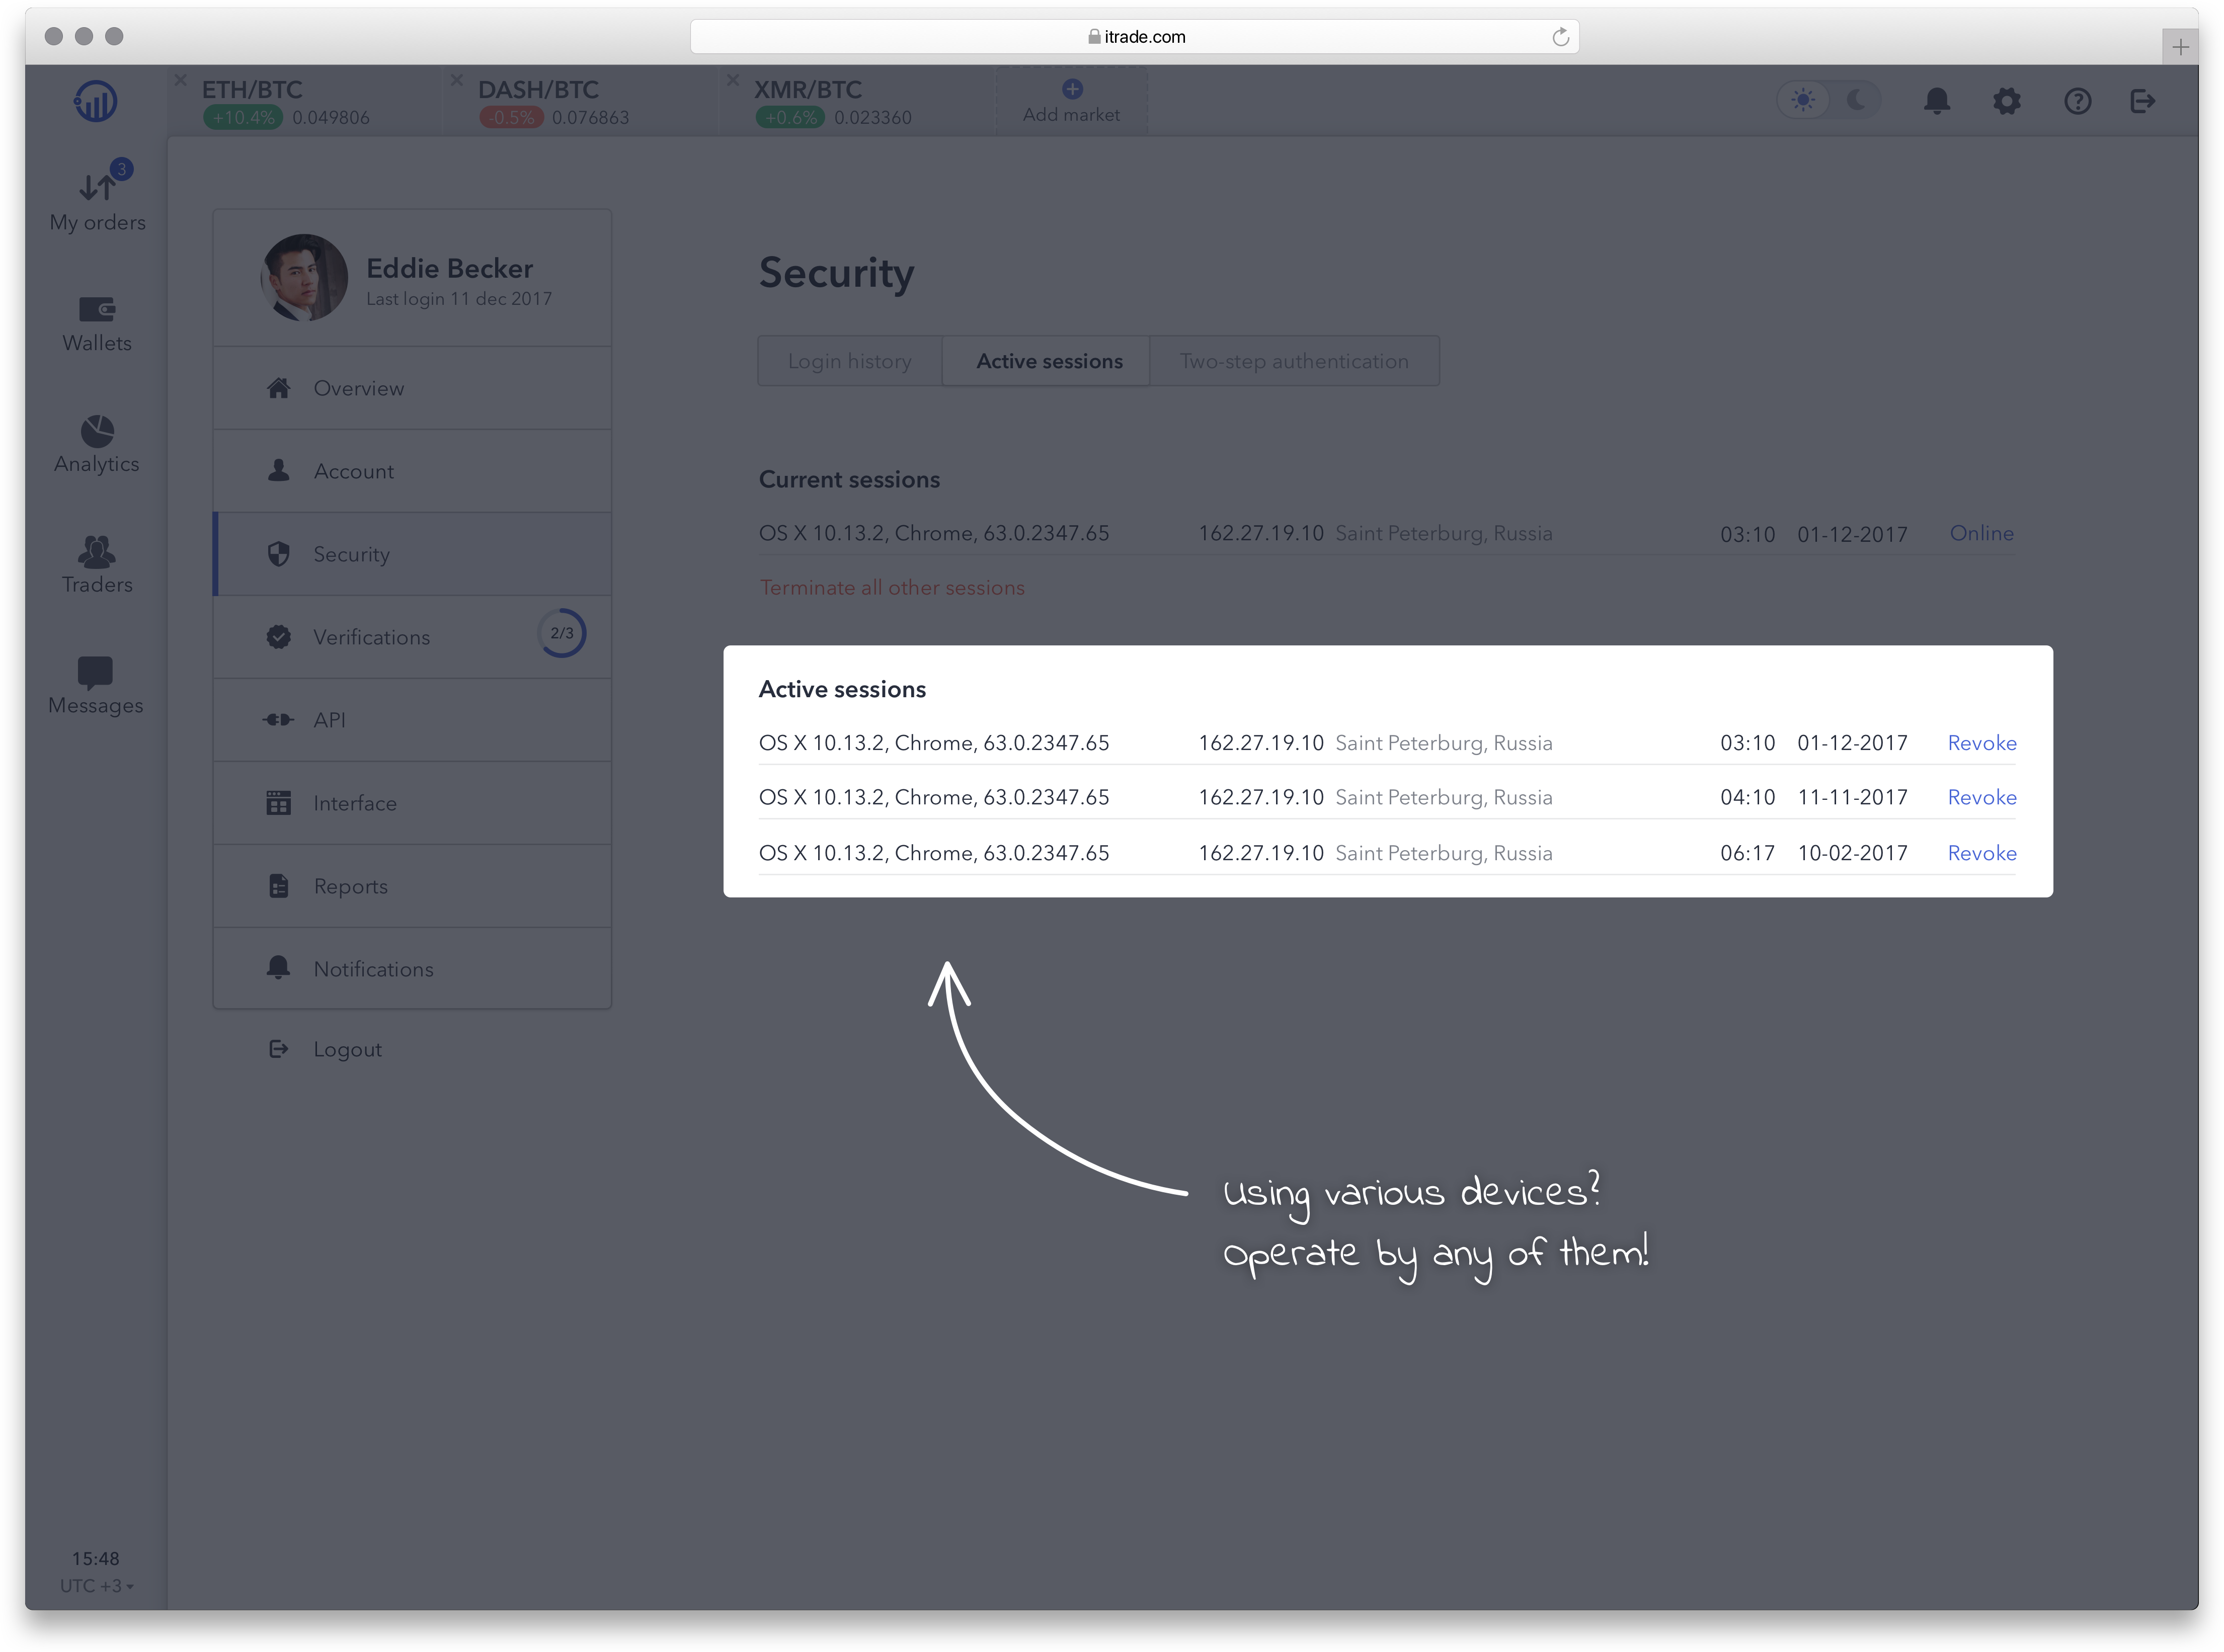 itrade.com
ETH/BTC
+10.4% 0.049806
DASH/BTC
-0.5% 0.076863
XMR/BTC
+0.6% 0.023360
Add market
3
My orders
Wallets
Analytics
Traders
Messages
15:48
UTC +3
Eddie Becker
Last login 11 dec 2017
Overview
Account
Security
Verifications 2/3
API
Interface
Reports
Notifications
Logout
Security
Login history Active sessions Two-step authentication
Current sessions
OS X 10.13.2, Chrome, 63.0.2347.65 162.27.19.10 Saint Peterburg, Russia 03:10 01-12-2017 Online
Terminate all other sessions
Active sessions
OS X 10.13.2, Chrome, 63.0.2347.65 162.27.19.10 Saint Peterburg, Russia 03:10 01-12-2017 Revoke
OS X 10.13.2, Chrome, 63.0.2347.65 162.27.19.10 Saint Peterburg, Russia 04:10 11-11-2017 Revoke
OS X 10.13.2, Chrome, 63.0.2347.65 162.27.19.10 Saint Peterburg, Russia 06:17 10-02-2017 Revoke
Using various devices?
Operate by any of them!